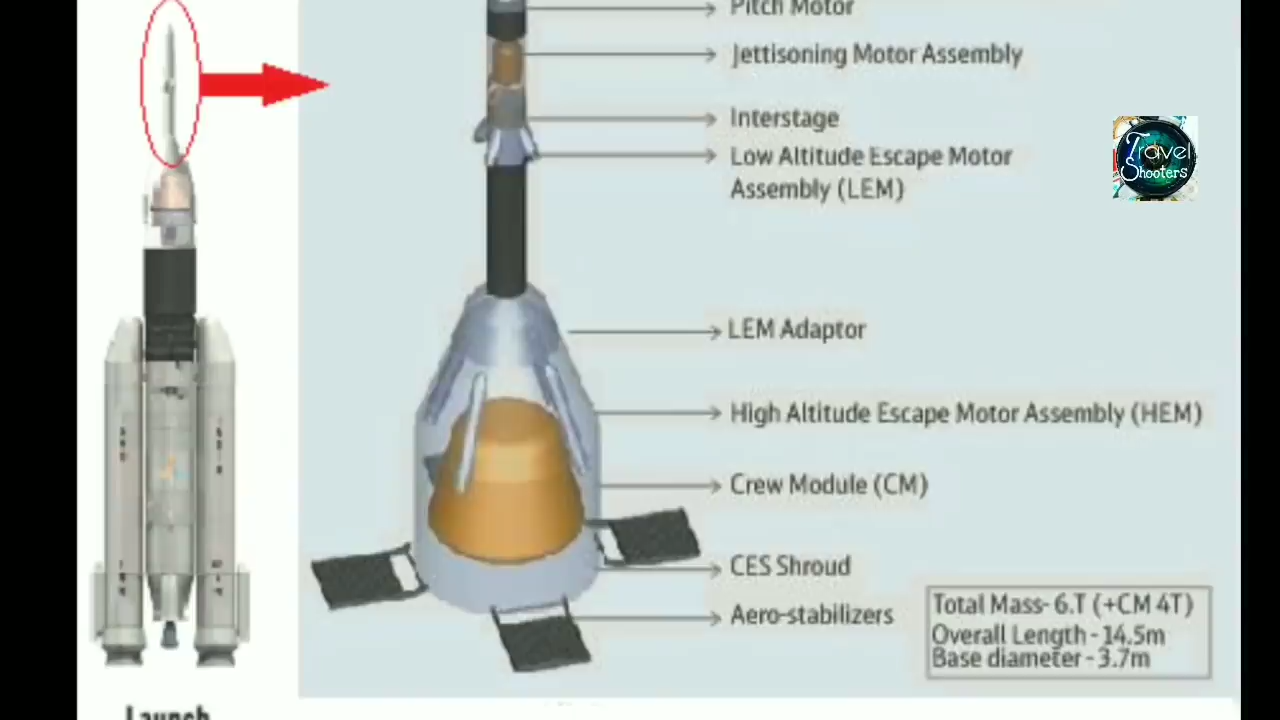 Pitch Motor
Jettisoning Motor Assembly
Interstage
Low Altitude Escape Motor
Assembly (LEM)
Travel
Shooters
LEM Adaptor
High Altitude Escape Motor Assembly (HEM)
Crew Module (CM)
CES Shroud
Aero-stabilizers
Total Mass- 6.T (+CM 4T)
Overall Length - 14.5m
Base diameter - 3.7m
Launch